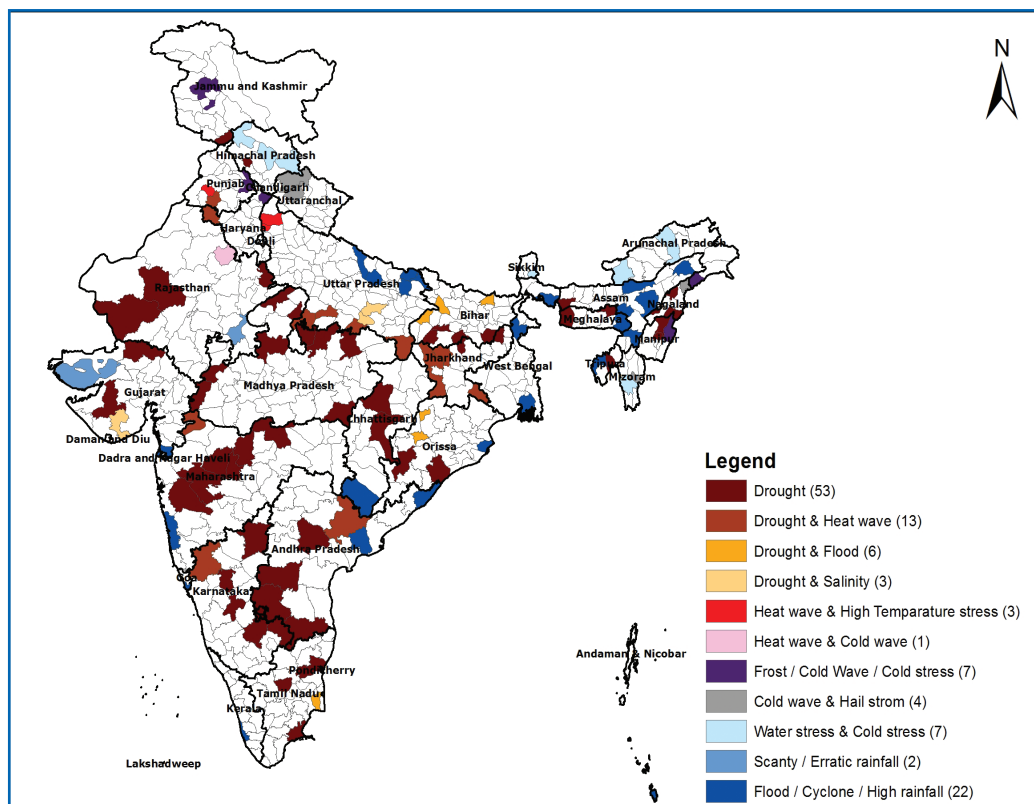 N
Jammu and Kashmir
Himachal Pradesh
Punjab
Chandigarh
Uttaranchal
Haryana
Delhi
Arunachal Pradesh
Sikkim
Rajasthan
Uttar Pradesh
Assam
Nagaland
Bihar
Meghalaya
Manipur
Jharkhand
Tripura
West Bengal
Mizoram
Madhya Pradesh
Gujarat
Chhattisgarh
Daman and Diu
Orissa
Dadra and Nagar Haveli
Maharashtra
Andhra Pradesh
Goa
Karnataka
Andaman & Nicobar
Pondicherry
Tamil Nadu
Kerala
Lakshadweep
Legend
Drought (53)
Drought & Heat wave (13)
Drought & Flood (6)
Drought & Salinity (3)
Heat wave & High Temparature stress (3)
Heat wave & Cold wave (1)
Frost / Cold Wave / Cold stress (7)
Cold wave & Hail strom (4)
Water stress & Cold stress (7)
Scanty / Erratic rainfall (2)
Flood / Cyclone / High rainfall (22)